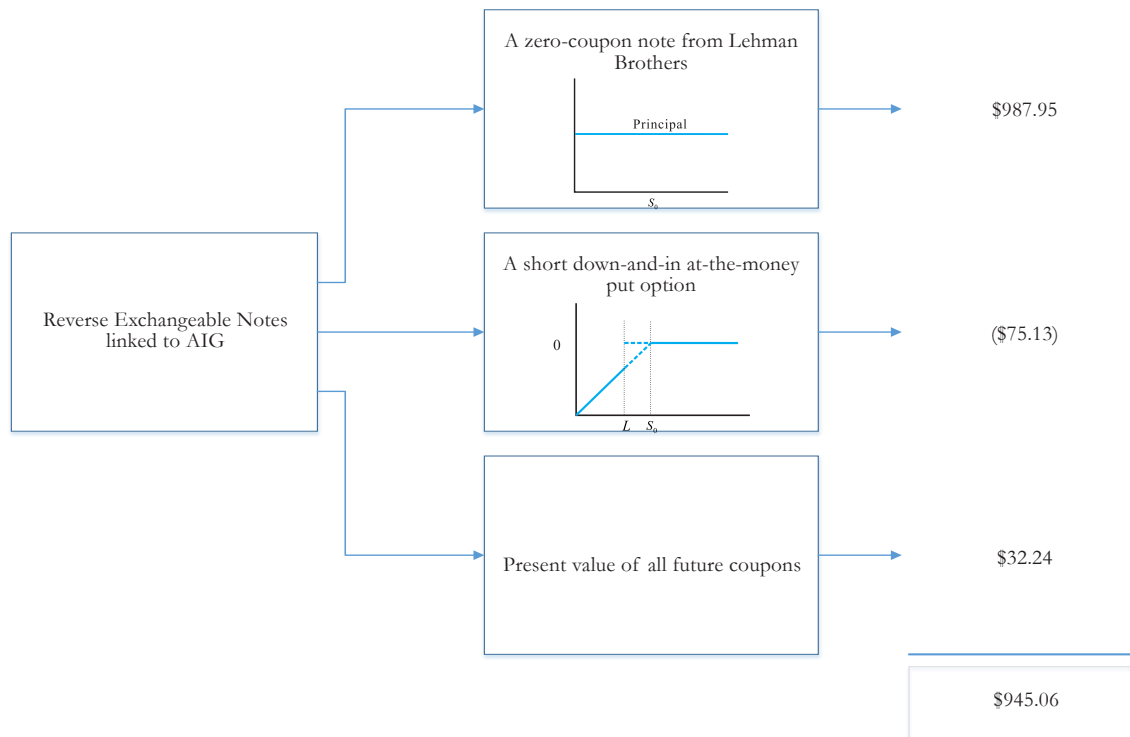 A zero-coupon note from Lehman
Brothers
Principal
S₀
$987.95
Reverse Exchangeable Notes
linked to AIG
A short down-and-in at-the-money
put option
0
L S₀
($75.13)
Present value of all future coupons
$32.24
$945.06